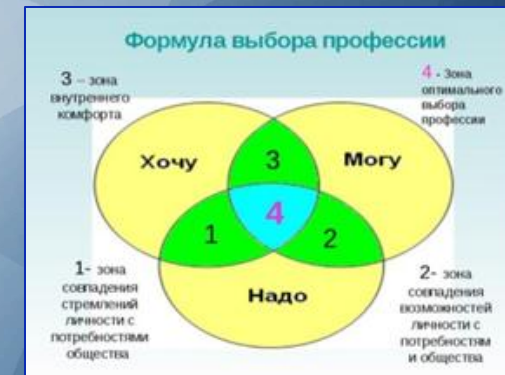 Формула выбора профессии
3 – зона
внутреннего
комфорта
4 - Зона
оптимального
выбора
профессии
Хочу
3
Могу
4
1
2
Надо
1- зона
совпадения
стремлений
личности с
потребностями
общества
2- зона
совпадения
возможностей
личности с
потребностям
и общества